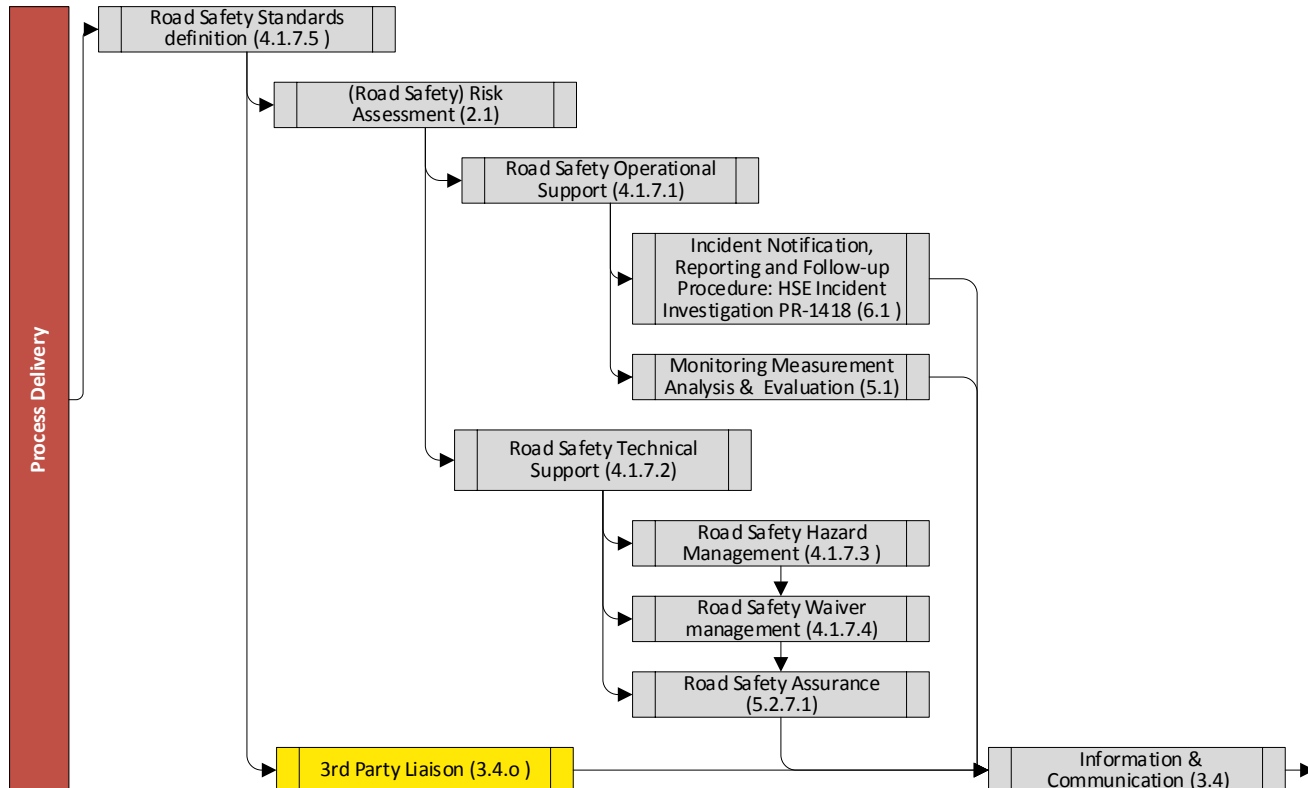 Process Delivery
Road Safety Standards
definition (4.1.7.5 )
(Road Safety) Risk
Assessment (2.1)
Road Safety Operational
Support (4.1.7.1)
Incident Notification,
Reporting and Follow-up
Procedure: HSE Incident
Investigation PR-1418 (6.1 )
Monitoring Measurement
Analysis &  Evaluation (5.1)
Road Safety Technical
Support (4.1.7.2)
Road Safety Hazard
Management (4.1.7.3 )
Road Safety Waiver
management (4.1.7.4)
Road Safety Assurance
(5.2.7.1)
3rd Party Liaison (3.4.o )
Information &
Communication (3.4)